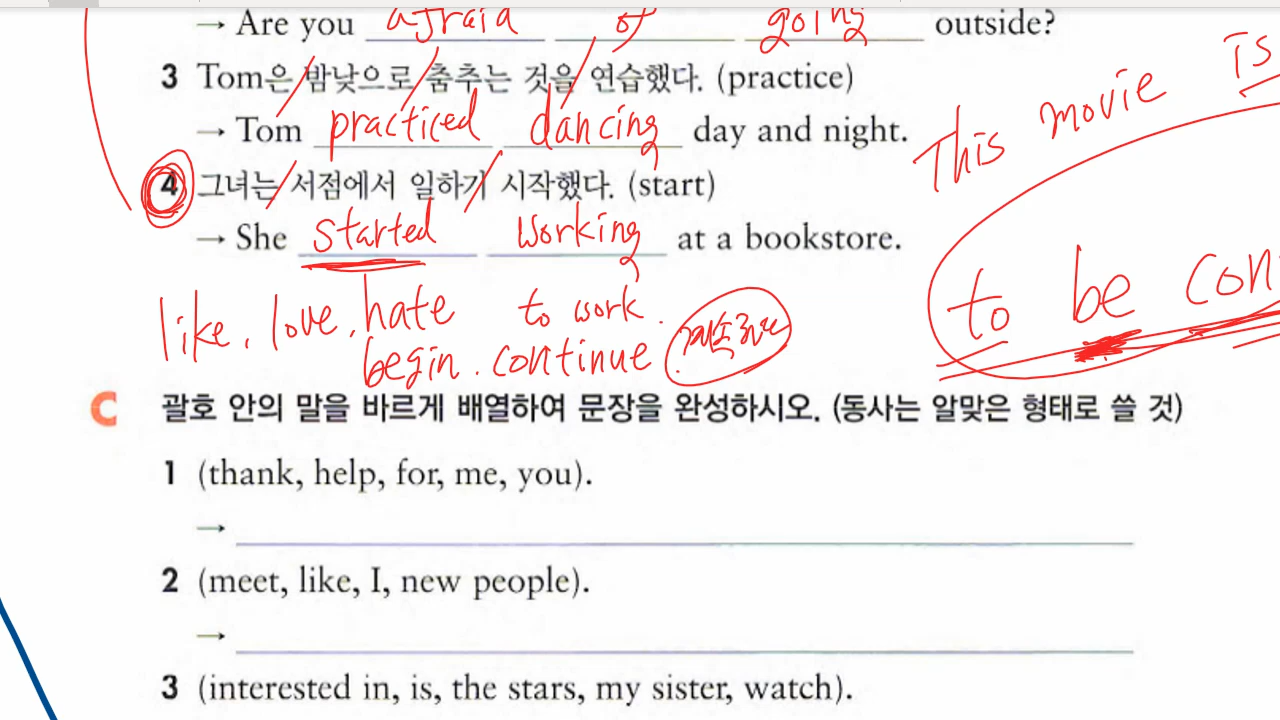 → Are you afraid of going outside?
3 Tom은 밤낮으로 춤추는 것을 연습했다. (practice)
→ Tom practiced dancing day and night.
This movie is
4 그녀는 서점에서 일하기 시작했다. (start)
→ She started working at a bookstore.
to be con
like, love, hate to work.
begin. continue
C 괄호 안의 말을 바르게 배열하여 문장을 완성하시오. (동사는 알맞은 형태로 쓸 것)
1 (thank, help, for, me, you).
→
2 (meet, like, I, new people).
→
3 (interested in, is, the stars, my sister, watch).